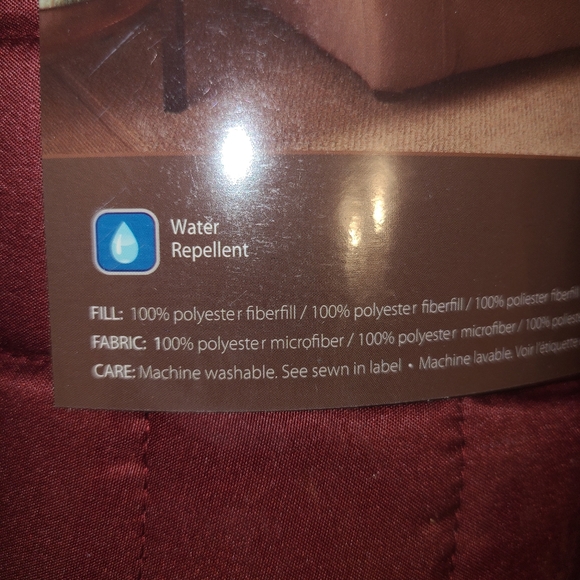 Water
Repellent
FILL: 100% polyester fiberfill / 100% polyester fiberfill / 100% poliester fiberfill
FABRIC: 100% polyester microfiber / 100% polyester microfiber / 100%
CARE: Machine washable. See sewn in label • Machine lavable. Voir l'étiquette